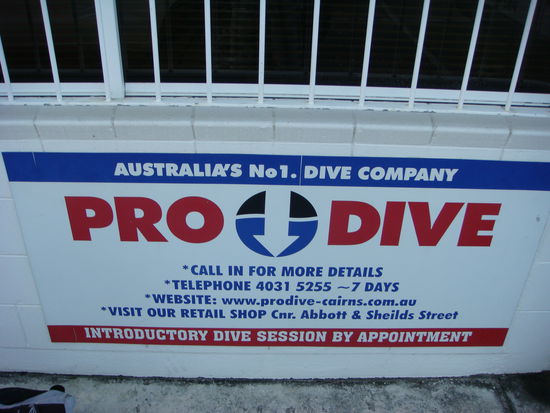 AUSTRALIA'S No1. DIVE COMPANY
PRO DIVE
*CALL IN FOR MORE DETAILS
*TELEPHONE 4031 5255 ~7 DAYS
*WEBSITE: www.prodive-cairns.com.au
*VISIT OUR RETAIL SHOP Cnr. Abbott & Sheilds Street
INTRODUCTORY DIVE SESSION BY APPOINTMENT